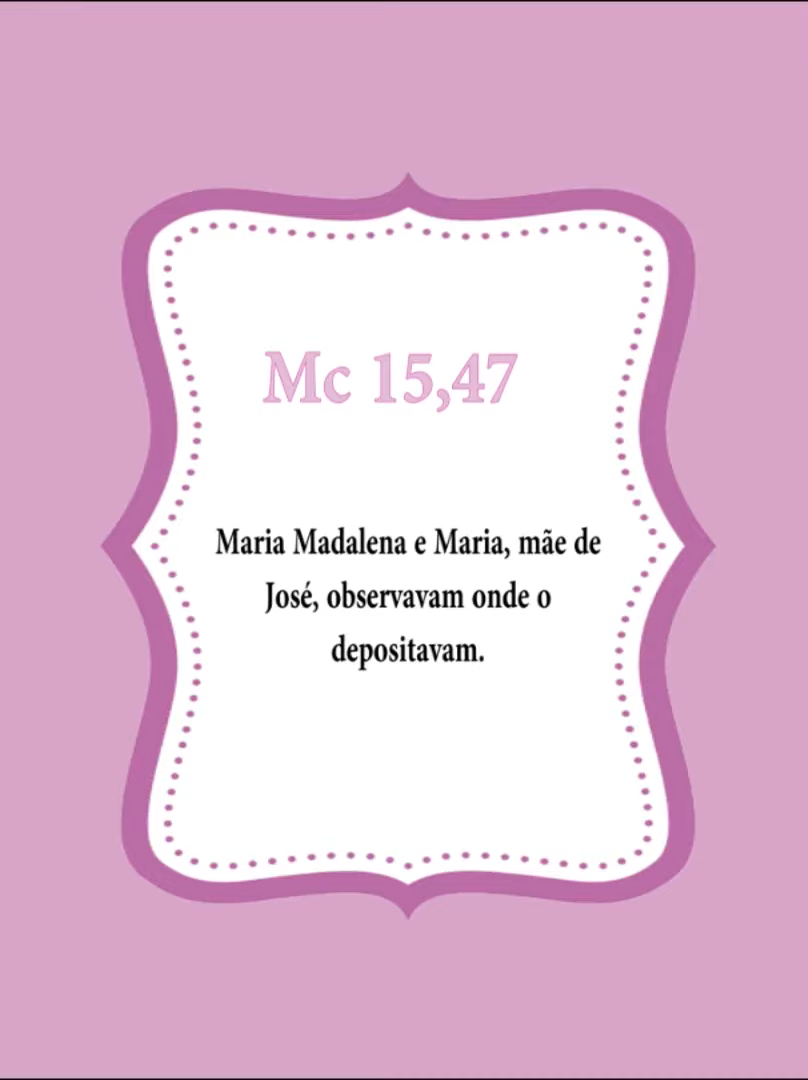 Mc 15,47
Maria Madalena e Maria, mãe de
José, observavam onde o
depositavam.